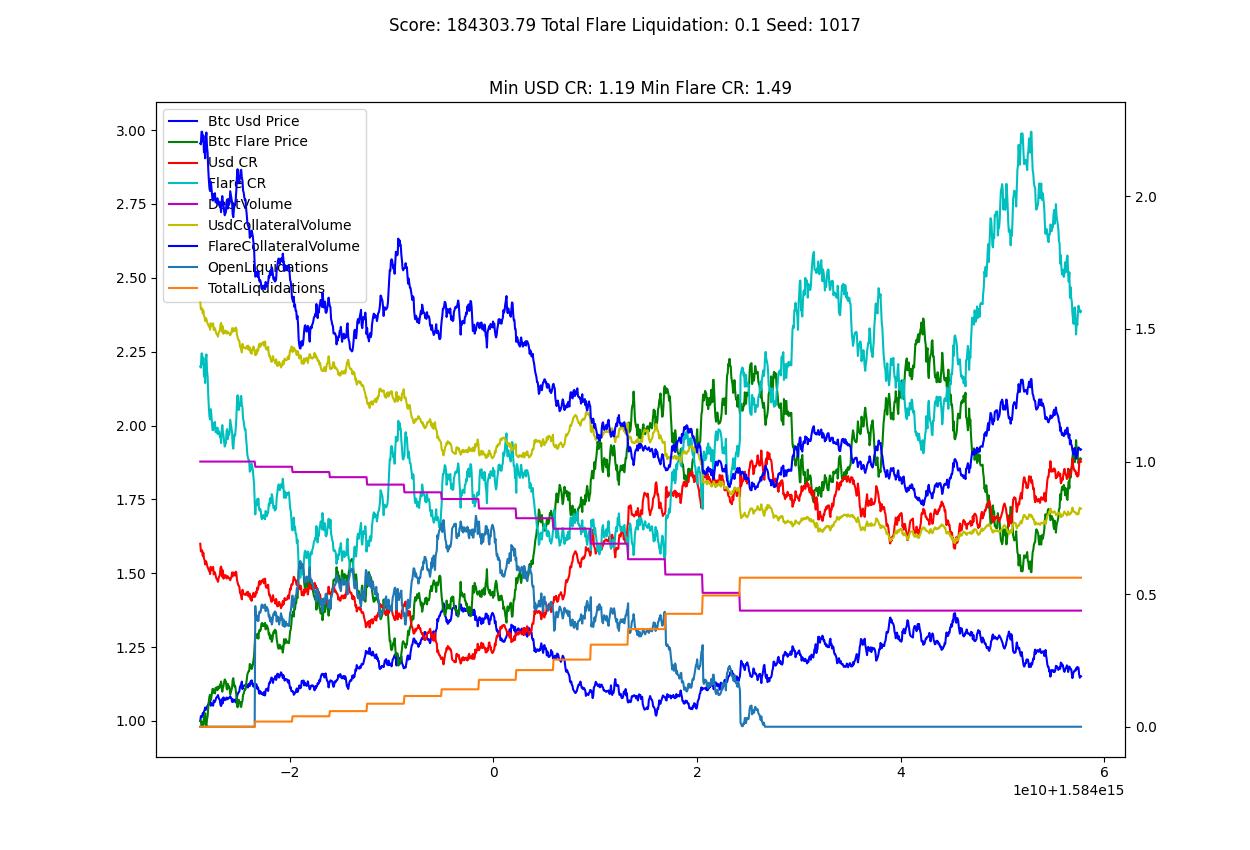 Score: 184303.79 Total Flare Liquidation: 0.1 Seed: 1017
Min USD CR: 1.19 Min Flare CR: 1.49
Btc Usd Price
Btc Flare Price
Usd CR
Flare CR
DebtVolume
UsdCollateralVolume
FlareCollateralVolume
OpenLiquidations
TotalLiquidations
3.00
2.75
2.50
2.25
2.00
1.75
1.50
1.25
1.00
2.0
1.5
1.0
0.5
0.0
−2
0
2
4
6
1e10+1.584e15